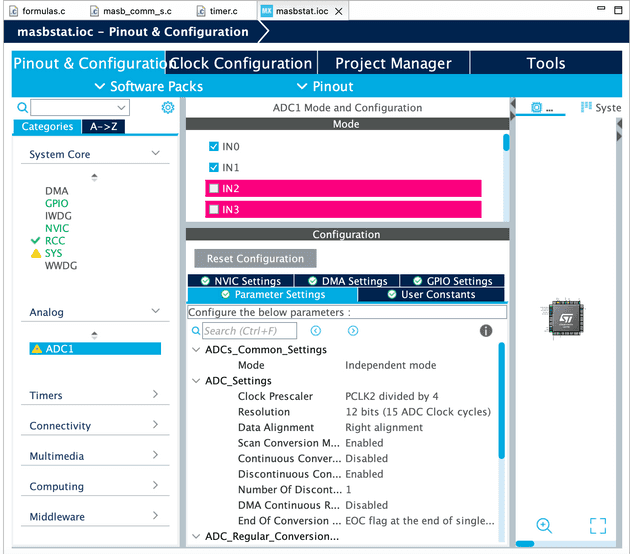 formulas.c masb_comm_s.c timer.c MX masbstat.ioc
masbstat.ioc - Pinout & Configuration
Pinout & Configuration Clock Configuration Project Manager Tools
Software Packs Pinout
Categories A->Z
System Core
DMA
GPIO
IWDG
NVIC
RCC
SYS
WWDG
Analog
ADC1
Timers
Connectivity
Multimedia
Computing
Middleware
ADC1 Mode and Configuration
Mode
IN0
IN1
IN2
IN3
Configuration
Reset Configuration
NVIC Settings DMA Settings GPIO Settings
Parameter Settings User Constants
Configure the below parameters :
Search (Ctrl+F)
ADCs_Common_Settings
Mode Independent mode
ADC_Settings
Clock Prescaler PCLK2 divided by 4
Resolution 12 bits (15 ADC Clock cycles)
Data Alignment Right alignment
Scan Conversion M... Enabled
Continuous Conver... Disabled
Discontinuous Con... Enabled
Number Of Discont... 1
DMA Continuous R... Disabled
End Of Conversion ... EOC flag at the end of single...
ADC_Regular_Conversion...
... Syste
ST